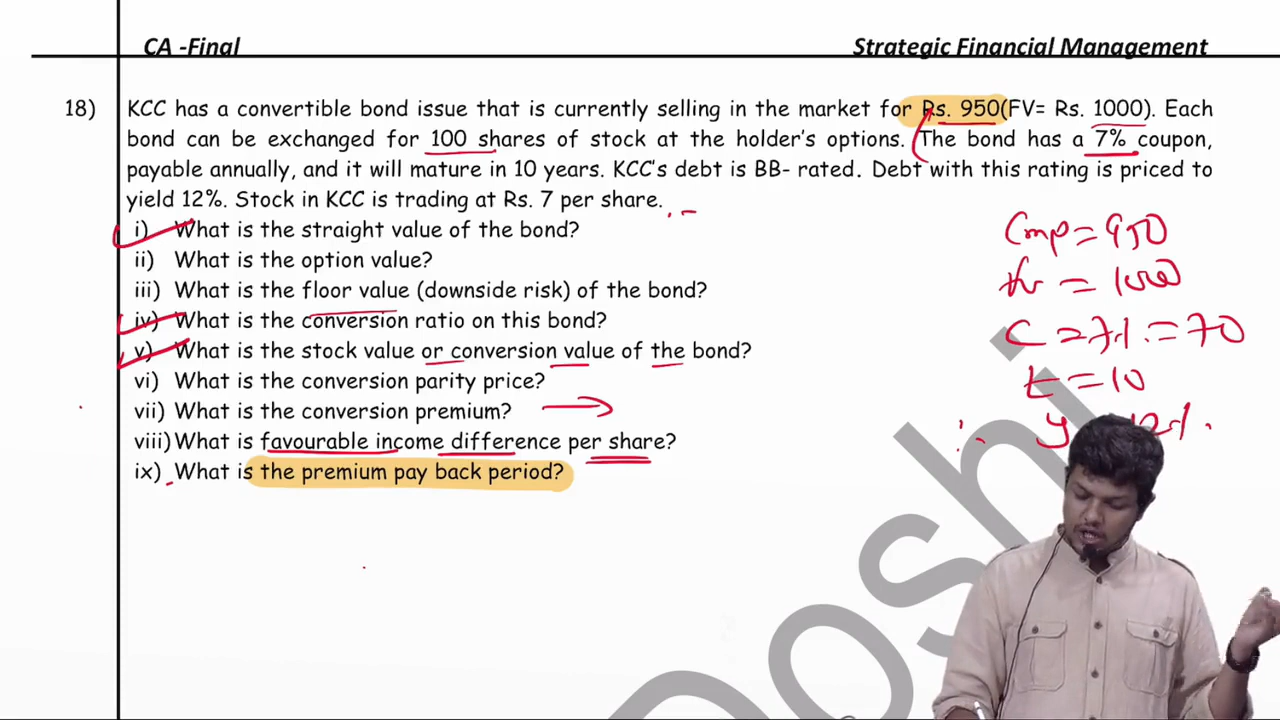 CA -Final
Strategic Financial Management
18) KCC has a convertible bond issue that is currently selling in the market for Rs. 950(FV= Rs. 1000). Each
bond can be exchanged for 100 shares of stock at the holder's options. The bond has a 7% coupon,
payable annually, and it will mature in 10 years. KCC's debt is BB- rated. Debt with this rating is priced to
yield 12%. Stock in KCC is trading at Rs. 7 per share.
i) What is the straight value of the bond?
ii) What is the option value?
iii) What is the floor value (downside risk) of the bond?
iv) What is the conversion ratio on this bond?
v) What is the stock value or conversion value of the bond?
vi) What is the conversion parity price?
vii) What is the conversion premium?
viii) What is favourable income difference per share?
ix) What is the premium pay back period?
Cmp = 950
fv = 1000
C = 7% = 70
t = 10
y 12%
oshi